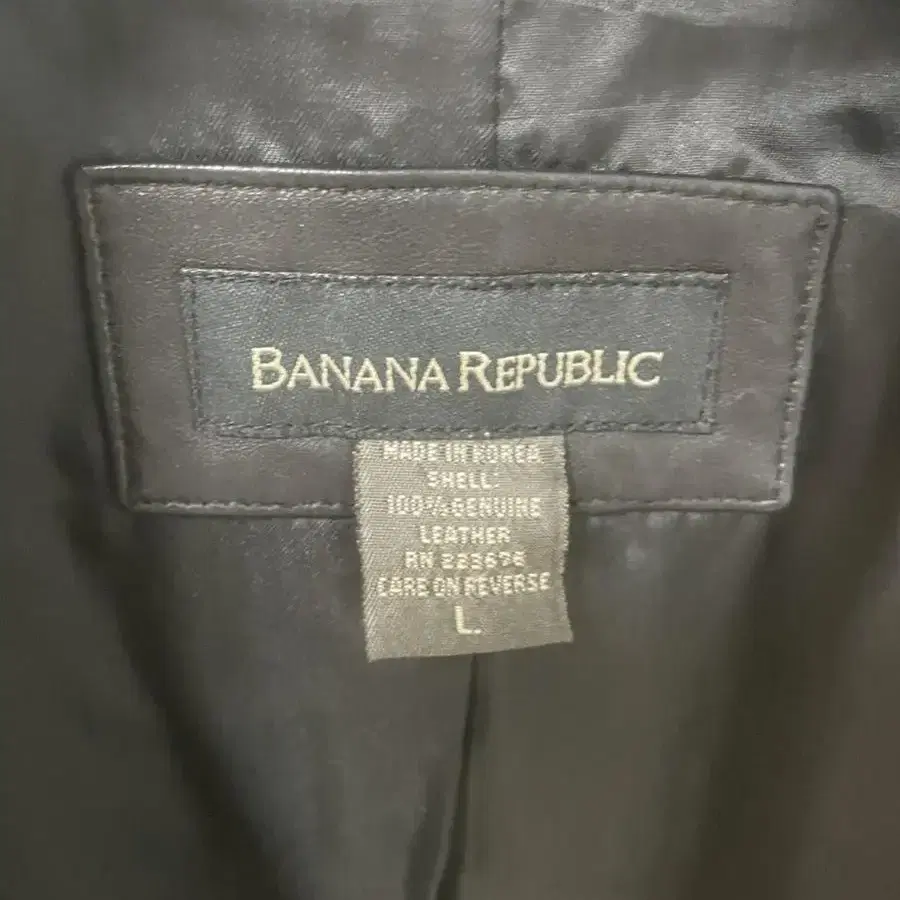 BANANA REPUBLIC
MADE IN KOREA
SHELL:
100% GENUINE
LEATHER
RN 223678
CARE ON REVERSE
L.